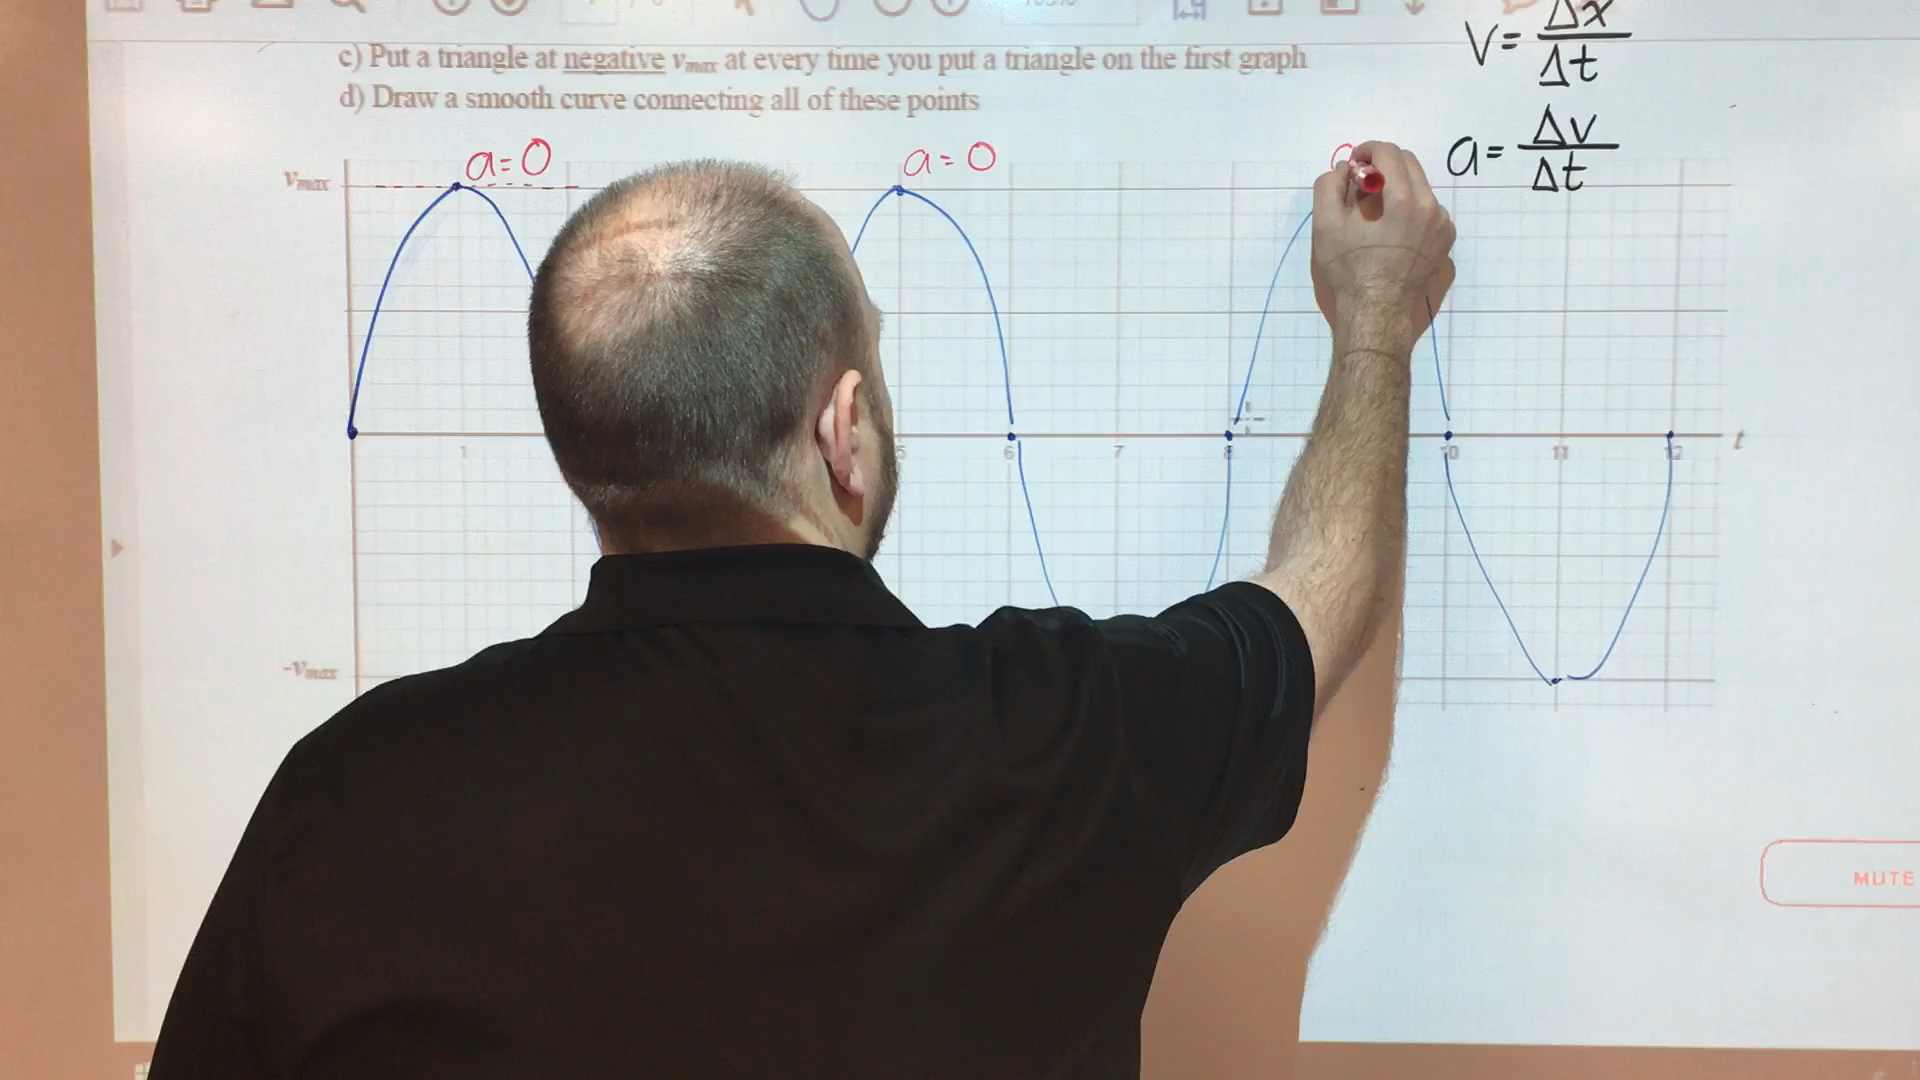 c) Put a triangle at negative vmax at every time you put a triangle on the first graph
d) Draw a smooth curve connecting all of these points
V = Δx/Δt
a = Δv/Δt
a = 0
a = 0
a
vmax
1 5 6 7 8 10 11 12 t
-vmax
MUTE